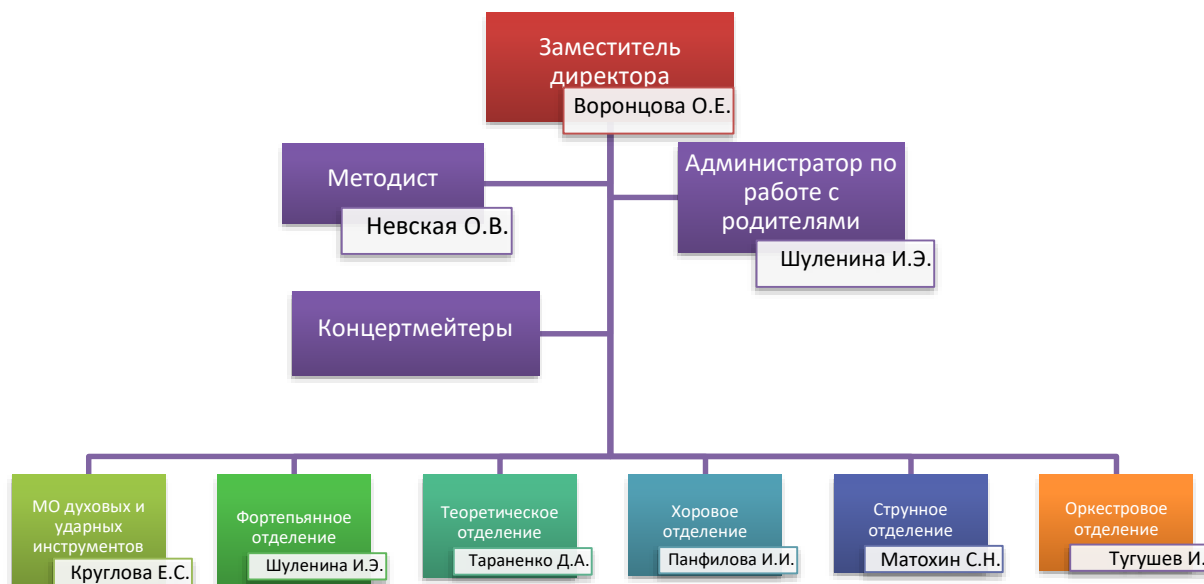 Заместитель
директора
Воронцова О.Е.
Методист
Невская О.В.
Администратор по
работе с
родителями
Шуленина И.Э.
Концертмейтеры
МО духовых и
ударных
инструментов
Круглова Е.С.
Фортепьянное
отделение
Шуленина И.Э.
Теоретическое
отделение
Тараненко Д.А.
Хоровое
отделение
Панфилова И.И.
Струнное
отделение
Матохин С.Н.
Оркестровое
отделение
Тугушев И